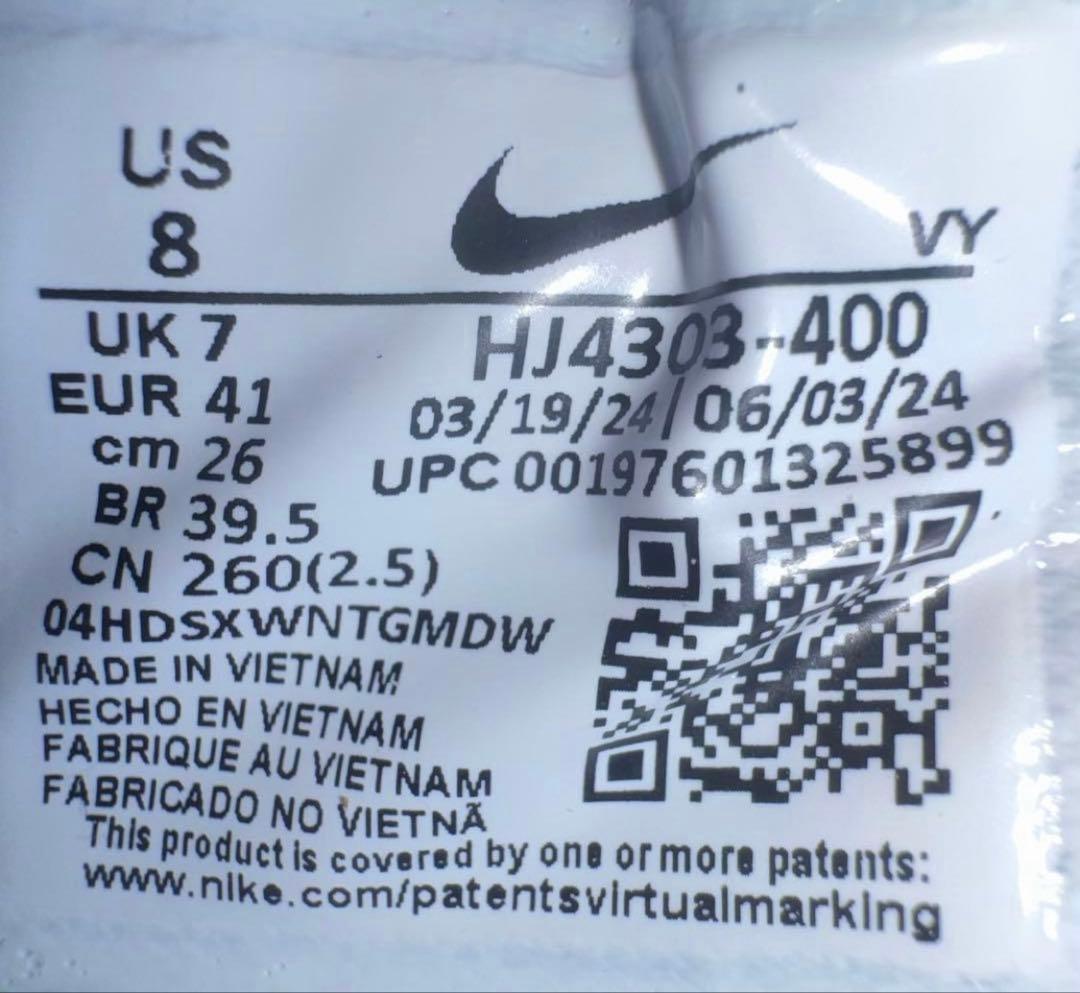 US
8
VY
UK 7
HJ4303-400
EUR 41
03/19/24/06/03/24
cm 26
UPC 00197601325899
BR 39.5
CN 260(2.5)
04HDSXWNTGMDW
MADE IN VIETNAM
HECHO EN VIETNAM
FABRIQUE AU VIETNAM
FABRICADO NO VIETNÃ
This product is covered by one or more patents:
www.nike.com/patentsvirtualmarking